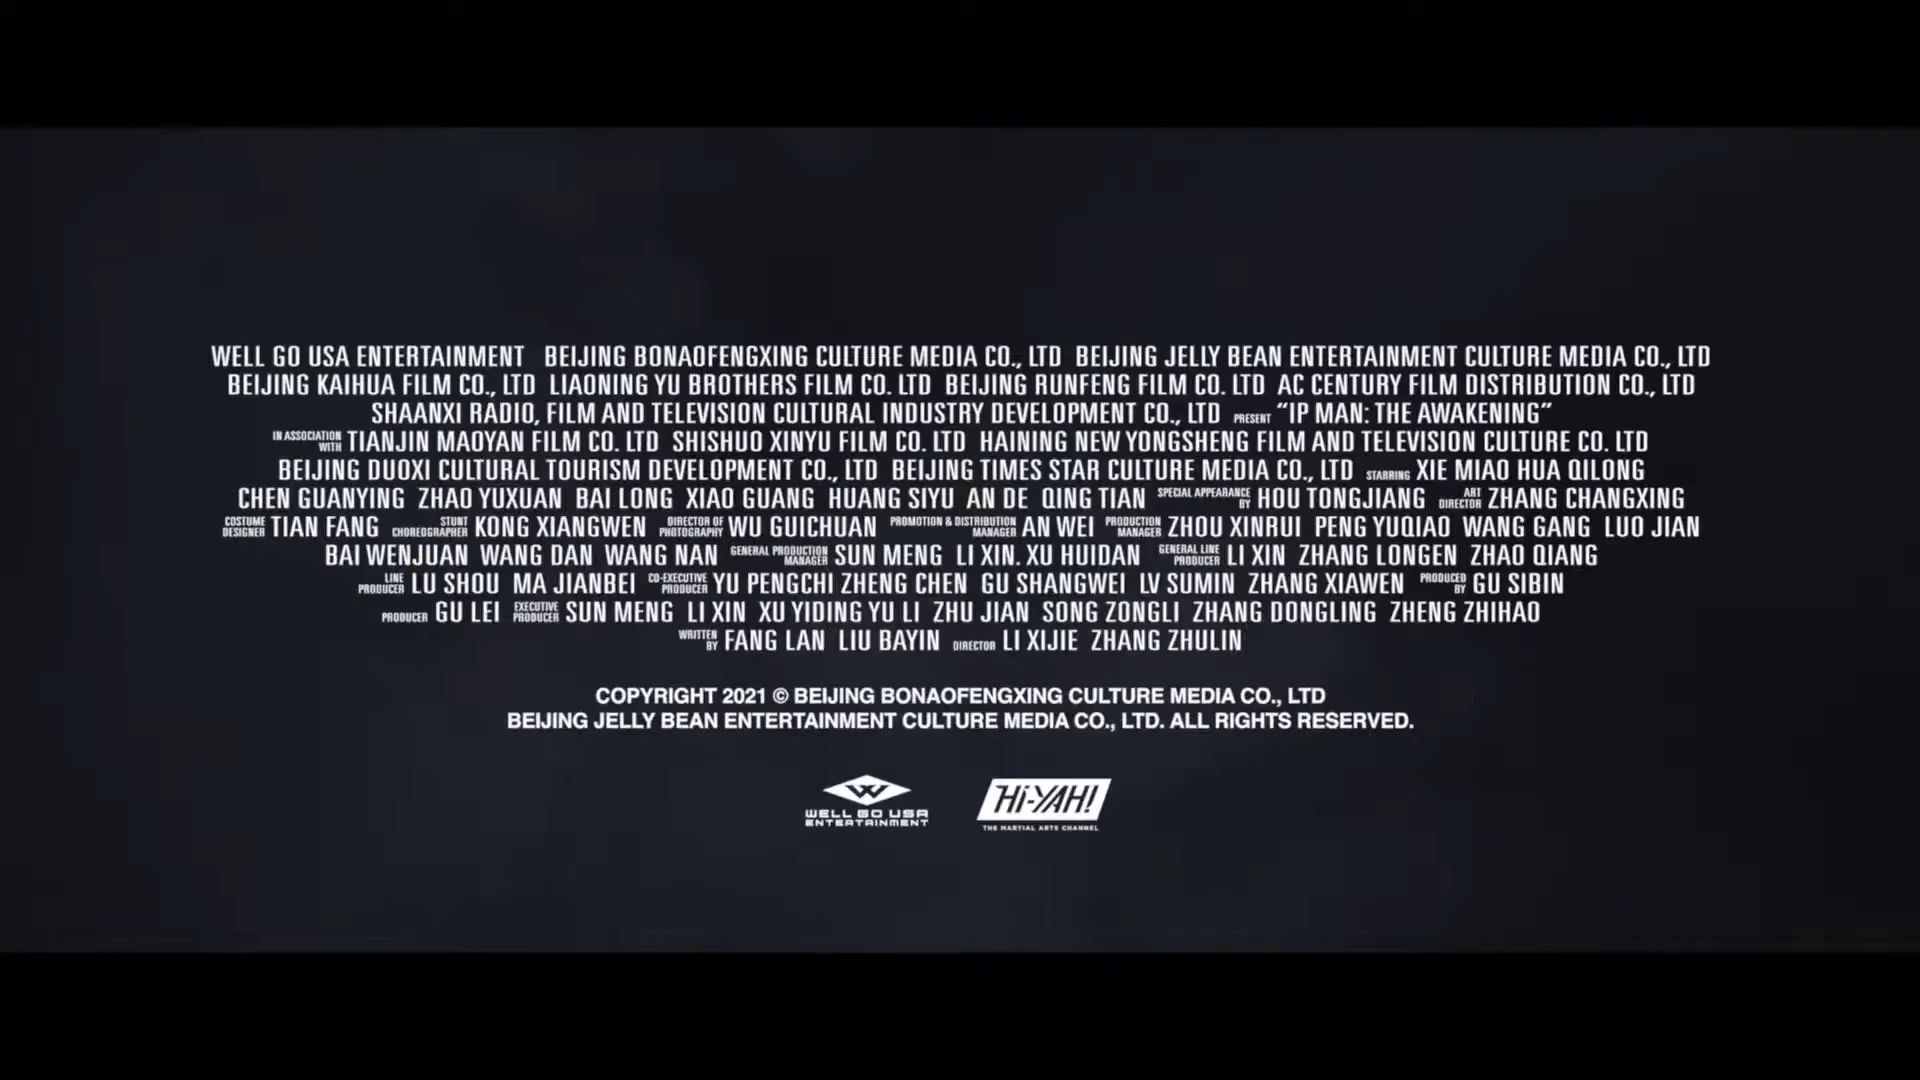 WELL GO USA ENTERTAINMENT BEIJING BONAOFENGXING CULTURE MEDIA CO., LTD BEIJING JELLY BEAN ENTERTAINMENT CULTURE MEDIA CO., LTD
BEIJING KAIHUA FILM CO., LTD LIAONING YU BROTHERS FILM CO. LTD BEIJING RUNFENG FILM CO. LTD AC CENTURY FILM DISTRIBUTION CO., LTD
SHAANXI RADIO, FILM AND TELEVISION CULTURAL INDUSTRY DEVELOPMENT CO., LTD PRESENT "IP MAN: THE AWAKENING"
IN ASSOCIATION WITH TIANJIN MAOYAN FILM CO. LTD SHISHUO XINYU FILM CO. LTD HAINING NEW YONGSHENG FILM AND TELEVISION CULTURE CO. LTD
BEIJING DUOXI CULTURAL TOURISM DEVELOPMENT CO., LTD BEIJING TIMES STAR CULTURE MEDIA CO., LTD STARRING XIE MIAO HUA QILONG
CHEN GUANYING ZHAO YUXUAN BAI LONG XIAO GUANG HUANG SIYU AN DE QING TIAN SPECIAL APPEARANCE BY HOU TONGJIANG ART DIRECTOR ZHANG CHANGXING
COSTUME DESIGNER TIAN FANG STUNT CHOREOGRAPHER KONG XIANGWEN DIRECTOR OF PHOTOGRAPHY WU GUICHUAN PROMOTION & DISTRIBUTION MANAGER AN WEI PRODUCTION MANAGER ZHOU XINRUI PENG YUQIAO WANG GANG LUO JIAN
BAI WENJUAN WANG DAN WANG NAN GENERAL PRODUCTION MANAGER SUN MENG LI XIN. XU HUIDAN GENERAL LINE PRODUCER LI XIN ZHANG LONGEN ZHAO QIANG
LINE PRODUCER LU SHOU MA JIANBEI CO-EXECUTIVE PRODUCER YU PENGCHI ZHENG CHEN GU SHANGWEI LV SUMIN ZHANG XIAWEN PRODUCED BY GU SIBIN
PRODUCER GU LEI EXECUTIVE PRODUCER SUN MENG LI XIN XU YIDING YU LI ZHU JIAN SONG ZONGLI ZHANG DONGLING ZHENG ZHIHAO
WRITTEN BY FANG LAN LIU BAYIN DIRECTOR LI XIJIE ZHANG ZHULIN
COPYRIGHT 2021 © BEIJING BONAOFENGXING CULTURE MEDIA CO., LTD
BEIJING JELLY BEAN ENTERTAINMENT CULTURE MEDIA CO., LTD. ALL RIGHTS RESERVED.
WELL GO USA
ENTERTAINMENT
Hi-YAH!
THE MARTIAL ARTS CHANNEL